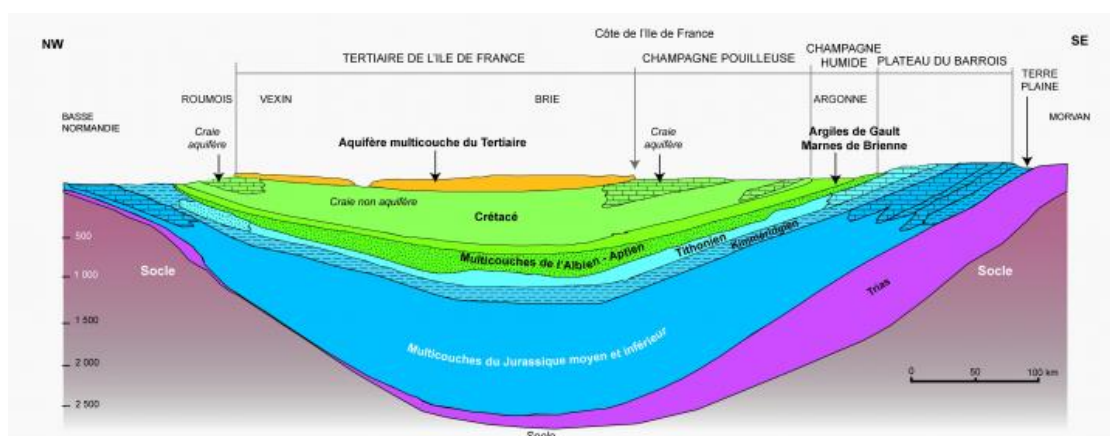 NW
Côte de l'Ile de France
SE
TERTIAIRE DE L'ILE DE FRANCE
CHAMPAGNE POUILLEUSE
CHAMPAGNE
HUMIDE
PLATEAU DU BARROIS
TERRE
PLAINE
ROUMOIS
VEXIN
BRIE
ARGONNE
BASSE
NORMANDIE
MORVAN
Craie
aquifère
Aquifère multicouche du Tertiaire
Craie
aquifère
Argiles de Gault
Marnes de Brienne
Craie non aquifère
Crétacé
500
Multicouches de l'Albien - Aptien
Tithonien
Kimméridgien
Socle
1 000
Socle
Trias
1 500
Multicouches du Jurassique moyen et inférieur
2 000
0 50 100 km
2 500
Socle